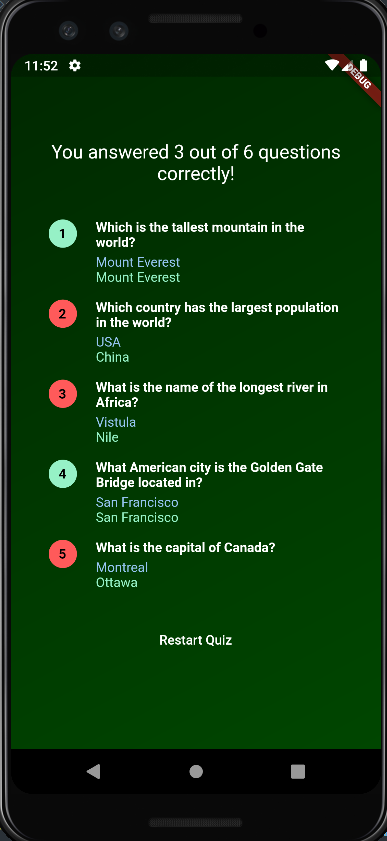 11:52
DEBUG
You answered 3 out of 6 questions
correctly!
1
Which is the tallest mountain in the
world?
Mount Everest
Mount Everest
2
Which country has the largest population
in the world?
USA
China
3
What is the name of the longest river in
Africa?
Vistula
Nile
4
What American city is the Golden Gate
Bridge located in?
San Francisco
San Francisco
5
What is the capital of Canada?
Montreal
Ottawa
Restart Quiz